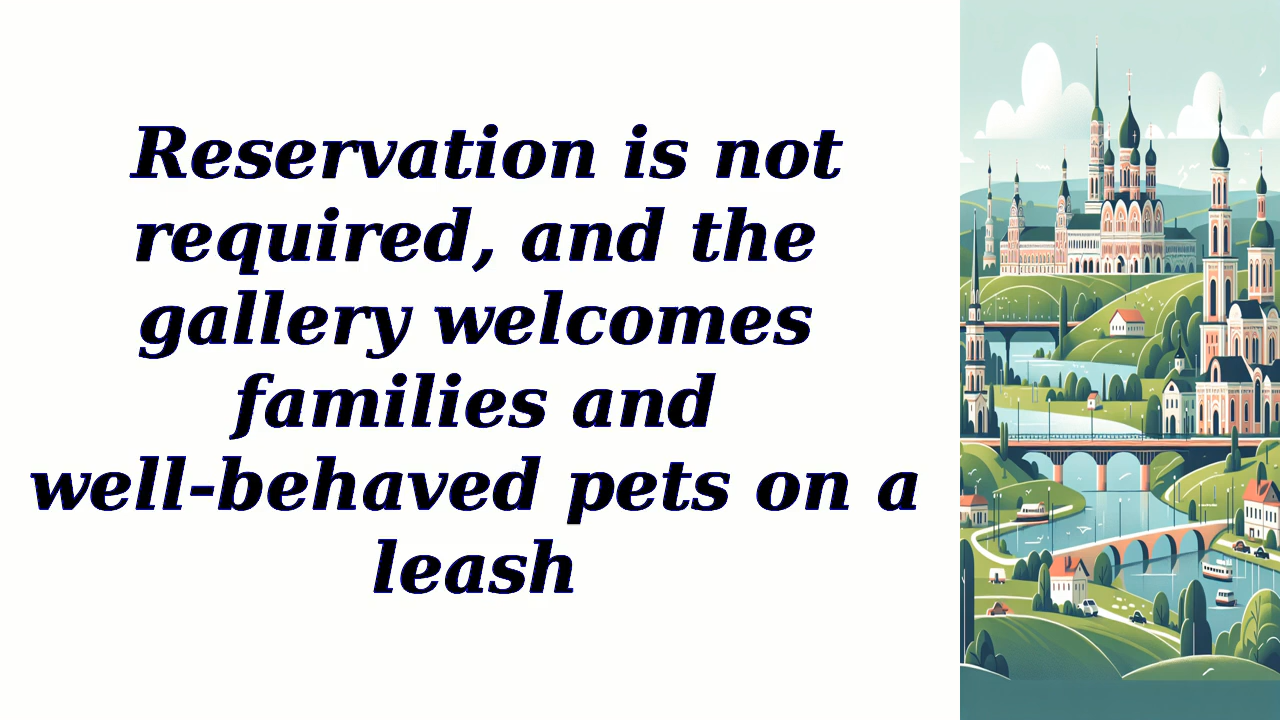 Reservation is not
required, and the
gallery welcomes
families and
well-behaved pets on a
leash